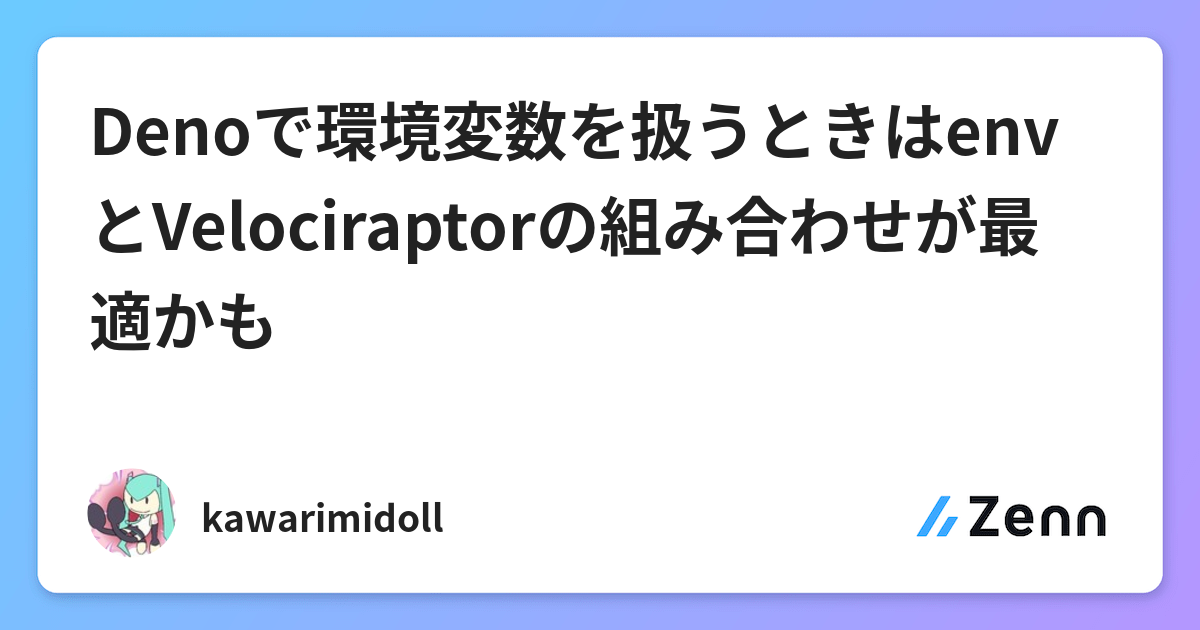 Denoで環境変数を扱うときはenv
とVelociraptorの組み合わせが最
適かも
kawarimidoll
Zenn